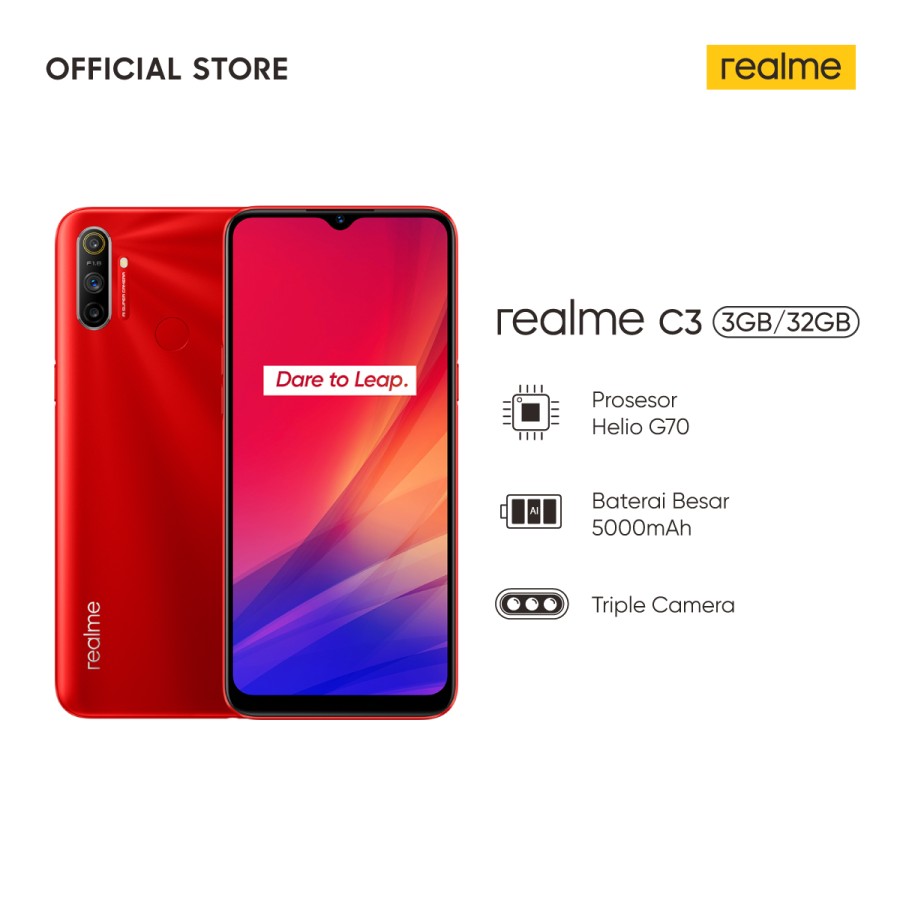 OFFICIAL STORE
realme
Dare to Leap.
realme
realme C3 3GB/32GB
Prosesor
Helio G70
AI
Baterai Besar
5000mAh
Triple Camera